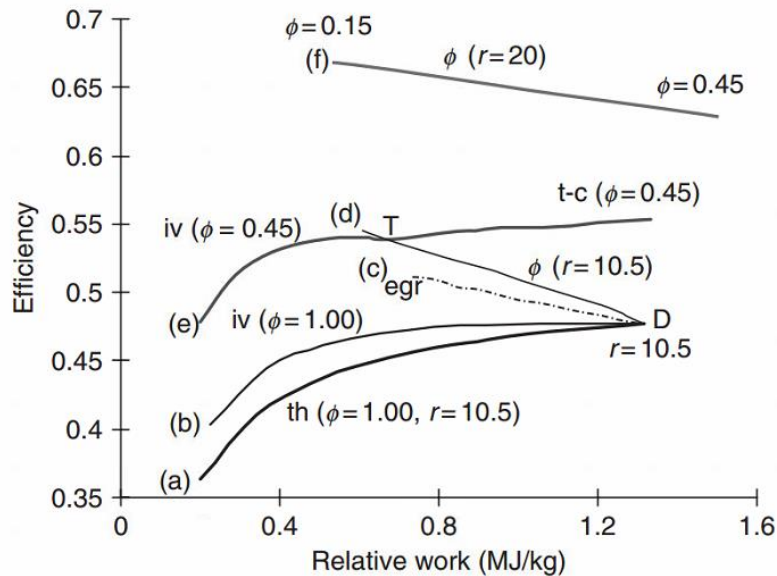 0.7
0.65
0.6
0.55
0.5
0.45
0.4
0.35
Efficiency
ϕ=0.15
(f)
ϕ (r=20)
ϕ=0.45
t-c (ϕ=0.45)
(d)
T
iv (ϕ= 0.45)
(c)
egr
ϕ (r=10.5)
(e)
iv (ϕ=1.00)
D
r=10.5
(b)
th (ϕ=1.00, r=10.5)
(a)
0
0.4
0.8
1.2
1.6
Relative work (MJ/kg)